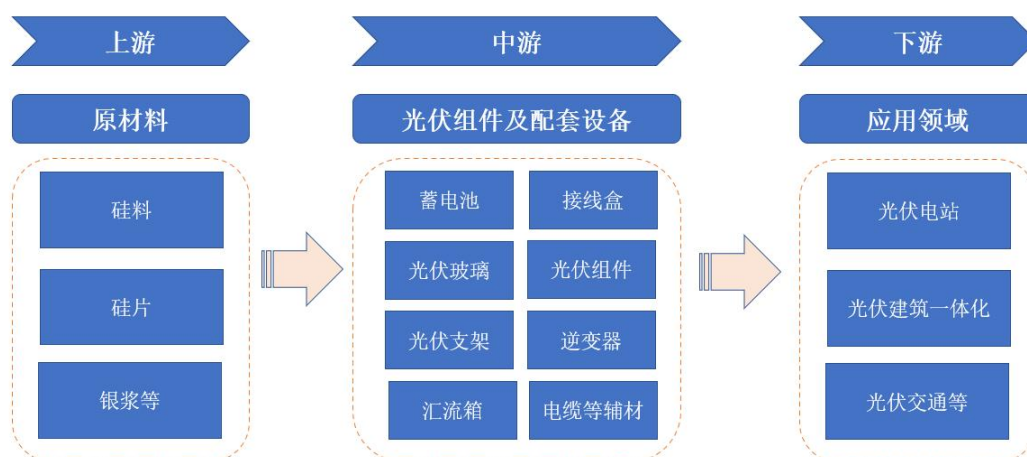 上游
中游
下游
原材料
光伏组件及配套设备
应用领域
硅料
硅片
银浆等
蓄电池
接线盒
光伏玻璃
光伏组件
光伏支架
逆变器
汇流箱
电缆等辅材
光伏电站
光伏建筑一体化
光伏交通等